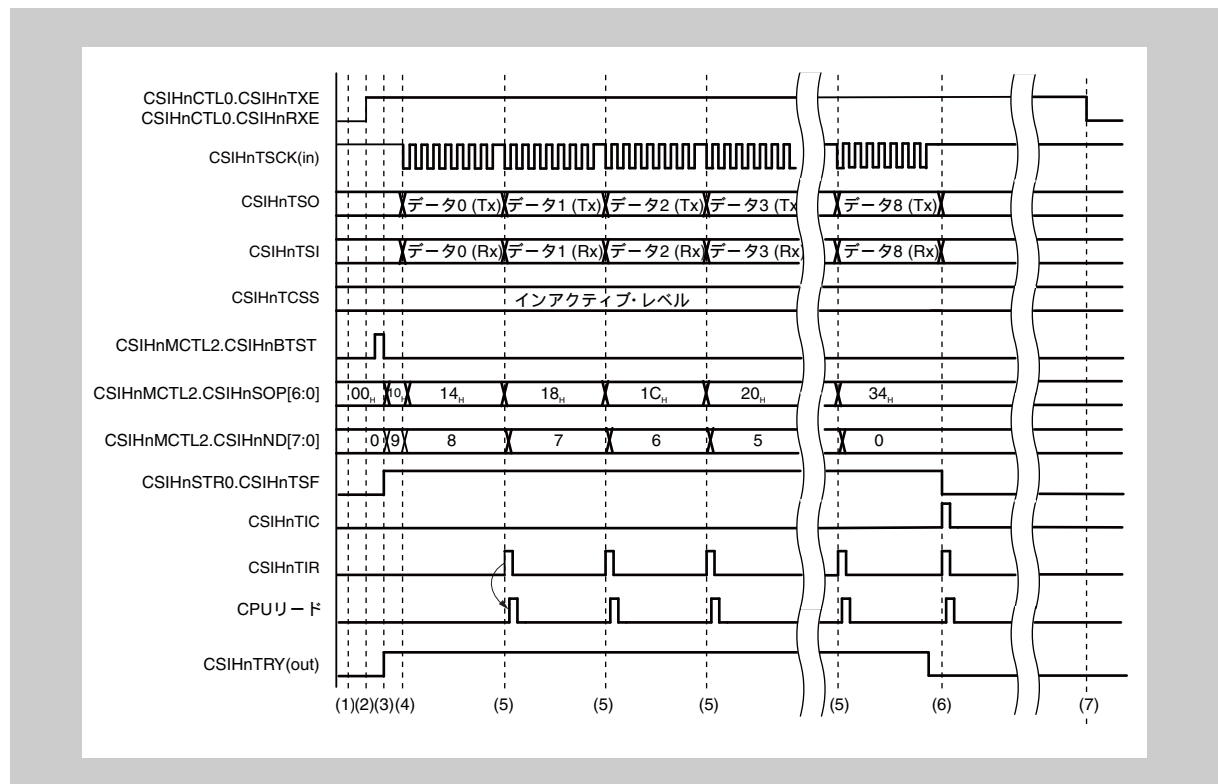 CSIHnCTL0.CSIHnTXE
CSIHnCTL0.CSIHnRXE
CSIHnTSCK(in)
CSIHnTSO データ0 (Tx) データ1 (Tx) データ2 (Tx) データ3 (Tx データ8 (Tx)
CSIHnTSI データ0 (Rx) データ1 (Rx) データ2 (Rx) データ3 (Rx) データ8 (Rx)
CSIHnTCSS インアクティブ・レベル
CSIHnMCTL2.CSIHnBTST
CSIHnMCTL2.CSIHnSOP[6:0] 00H 10H 14H 18H 1CH 20H 34H
CSIHnMCTL2.CSIHnND[7:0] 0 9 8 7 6 5 0
CSIHnSTR0.CSIHnTSF
CSIHnTIC
CSIHnTIR
CPUリード
CSIHnTRY(out)
(1)(2)(3)(4) (5) (5) (5) (5) (6) (7)